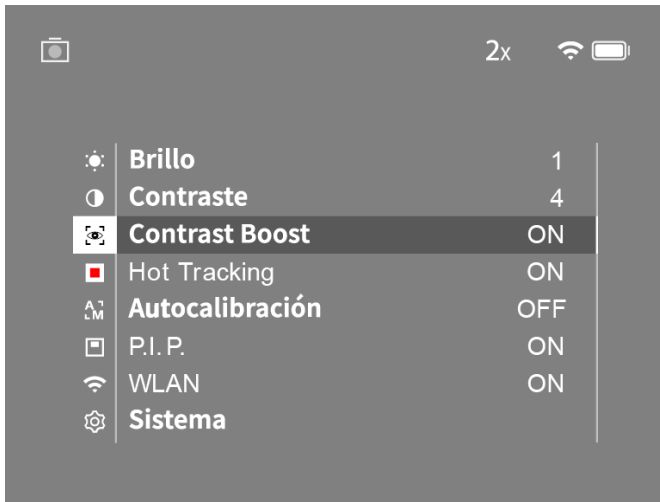 2x
Brillo 1
Contraste 4
Contrast Boost ON
Hot Tracking ON
Autocalibración OFF
P.I.P. ON
WLAN ON
Sistema